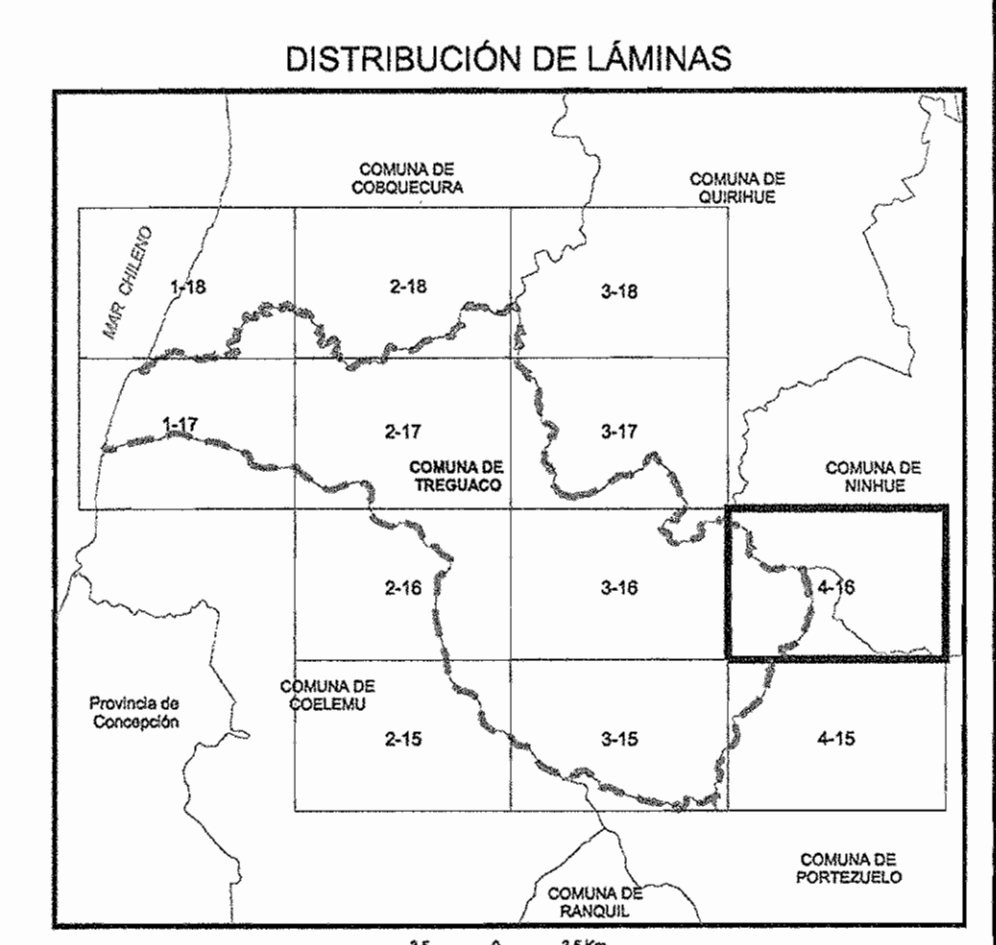 DISTRIBUCIÓN DE LÁMINAS
COMUNA DE
COBQUECURA
COMUNA DE
QUIRIHUE
MAR CHILENO
1-18
2-18
3-18
1-17
2-17
3-17
COMUNA DE
TREGUACO
COMUNA DE
NINHUE
2-16
3-16
4-16
COMUNA DE
COELEMU
Provincia de
Concepción
2-15
3-15
4-15
COMUNA DE
PORTEZUELO
COMUNA DE
RANQUIL